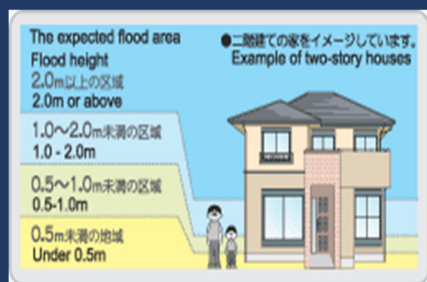 The expected flood area
Flood height
2.0m以上の区域
2.0m or above
●二階建ての家をイメージしています。
Example of two-story houses
1.0～2.0m未満の区域
1.0 - 2.0m
0.5～1.0m未満の区域
0.5-1.0m
0.5m未満の地域
Under 0.5m